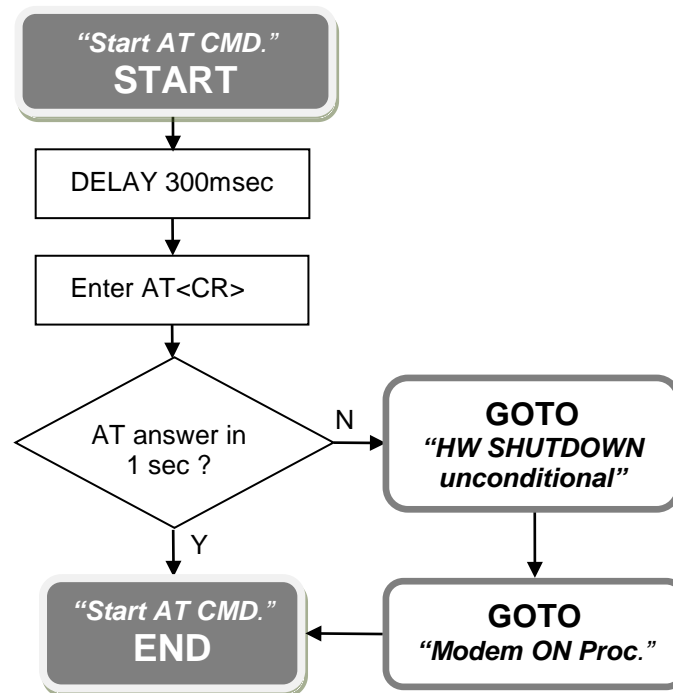 “Start AT CMD.”
START
DELAY 300msec
Enter AT<CR>
AT answer in
1 sec ?
N
GOTO
“HW SHUTDOWN
unconditional”
Y
“Start AT CMD.”
END
GOTO
“Modem ON Proc.”